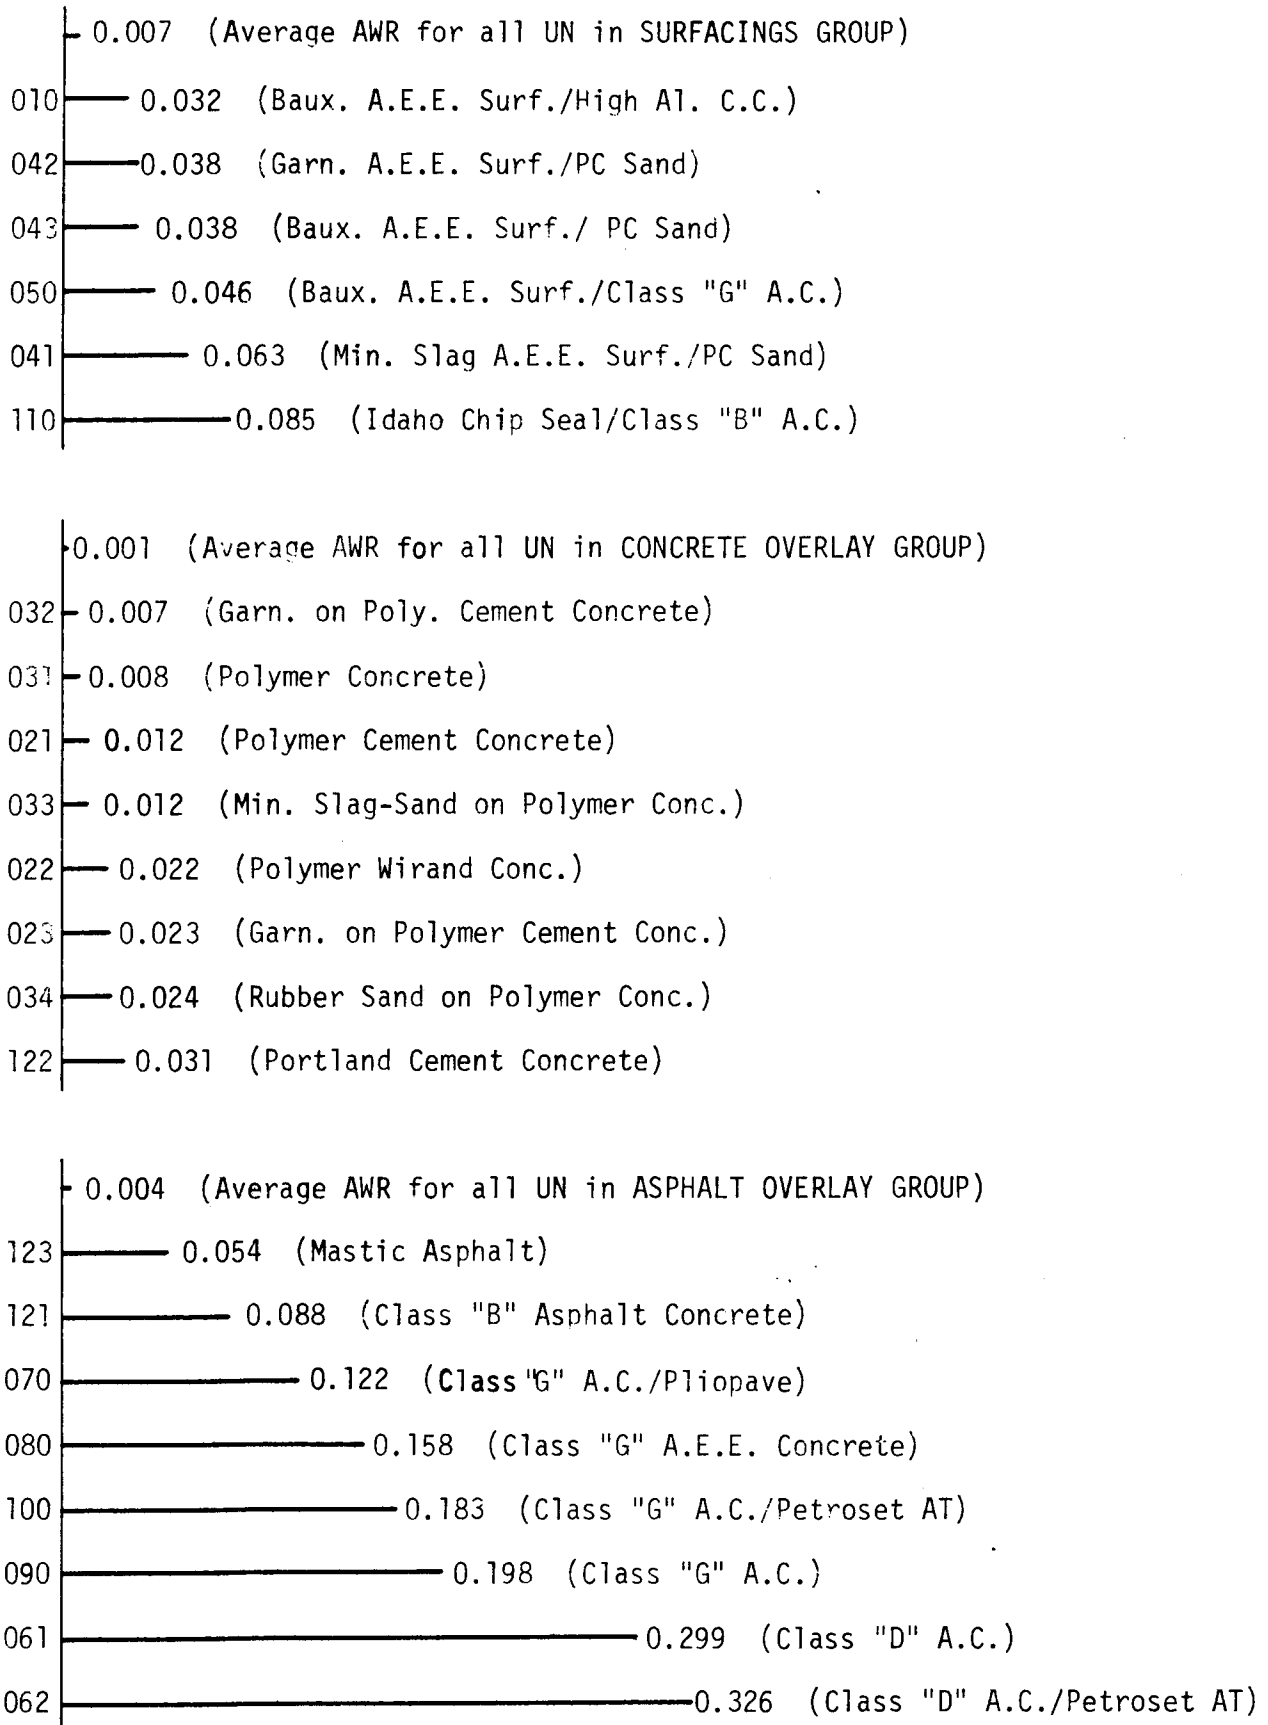 0.007 (Average AWR for all UN in SURFACINGS GROUP)
010 0.032 (Baux. A.E.E. Surf./High Al. C.C.)
042 0.038 (Garn. A.E.E. Surf./PC Sand)
043 0.038 (Baux. A.E.E. Surf./ PC Sand)
050 0.046 (Baux. A.E.E. Surf./Class "G" A.C.)
041 0.063 (Min. Slag A.E.E. Surf./PC Sand)
110 0.085 (Idaho Chip Seal/Class "B" A.C.)
0.001 (Average AWR for all UN in CONCRETE OVERLAY GROUP)
032 0.007 (Garn. on Poly. Cement Concrete)
031 0.008 (Polymer Concrete)
021 0.012 (Polymer Cement Concrete)
033 0.012 (Min. Slag-Sand on Polymer Conc.)
022 0.022 (Polymer Wirand Conc.)
023 0.023 (Garn. on Polymer Cement Conc.)
034 0.024 (Rubber Sand on Polymer Conc.)
122 0.031 (Portland Cement Concrete)
0.004 (Average AWR for all UN in ASPHALT OVERLAY GROUP)
123 0.054 (Mastic Asphalt)
121 0.088 (Class "B" Asphalt Concrete)
070 0.122 (Class "G" A.C./Pliopave)
080 0.158 (Class "G" A.E.E. Concrete)
100 0.183 (Class "G" A.C./Petroset AT)
090 0.198 (Class "G" A.C.)
061 0.299 (Class "D" A.C.)
062 0.326 (Class "D" A.C./Petroset AT)